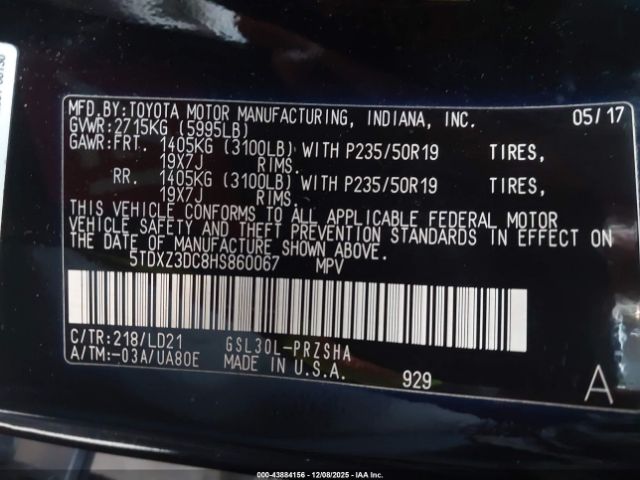 MFD.BY:TOYOTA MOTOR MANUFACTURING, INDIANA, INC. 05/17
GVWR:2715KG (5995LB)
GAWR:FRT. 1405KG (3100LB) WITH P235/50R19 TIRES,
19X7J RIMS.
RR. 1405KG (3100LB) WITH P235/50R19 TIRES,
19X7J RIMS.
THIS VEHICLE CONFORMS TO ALL APPLICABLE FEDERAL MOTOR
VEHICLE SAFETY AND THEFT PREVENTION STANDARDS IN EFFECT ON
THE DATE OF MANUFACTURE SHOWN ABOVE.
5TDXZ3DC8HS860067 MPV
C/TR:218/LD21 GSL30L-PRZSHA
A/TM:-03A/UA80E MADE IN U.S.A. 929 A
000-43884156 - 12/08/2025 - IAA Inc.